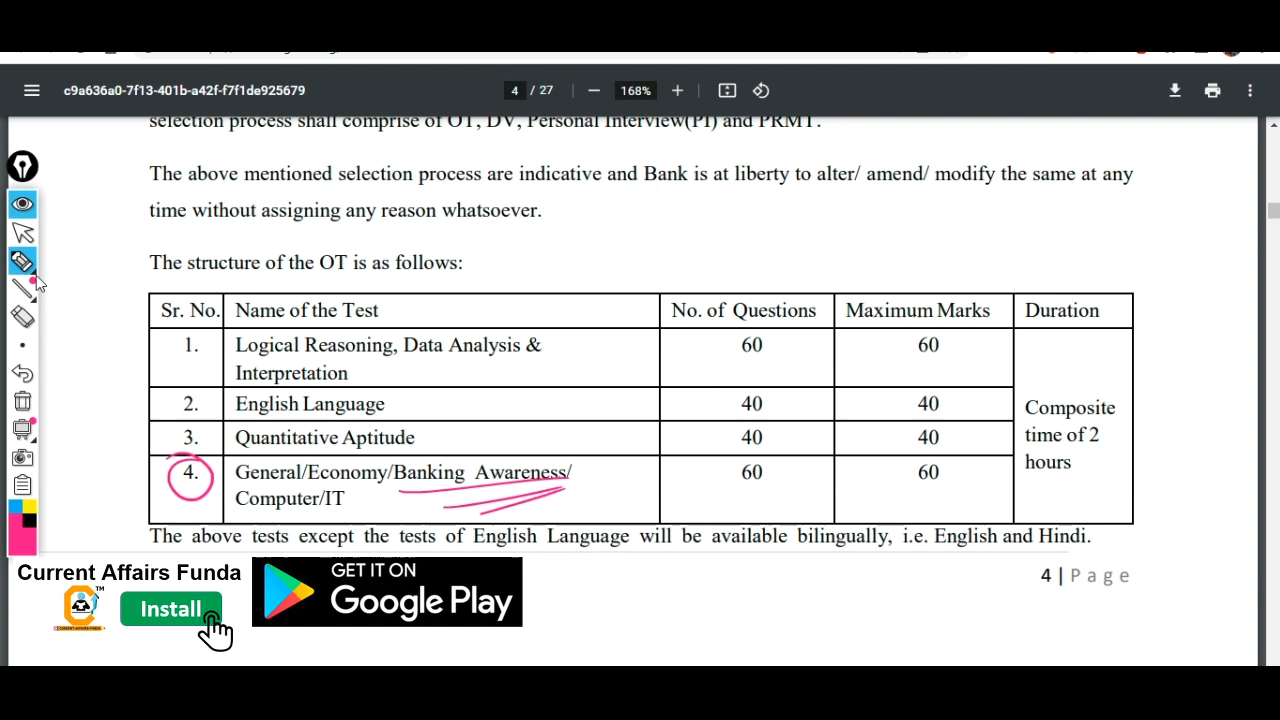 c9a636a0-7f13-401b-a42f-f7f1de925679 4 / 27 168%
selection process shall comprise of OT, DV, Personal Interview(PI) and PRMT.
The above mentioned selection process are indicative and Bank is at liberty to alter/ amend/ modify the same at any
time without assigning any reason whatsoever.
The structure of the OT is as follows:
Sr. No. Name of the Test No. of Questions Maximum Marks Duration
1. Logical Reasoning, Data Analysis & 60 60
Interpretation
2. English Language 40 40
Composite
3. Quantitative Aptitude 40 40
time of 2
hours
4. General/Economy/Banking Awareness/ 60 60
Computer/IT
The above tests except the tests of English Language will be available bilingually, i.e. English and Hindi.
4 | Page
Current Affairs Funda
Install
GET IT ON
Google Play